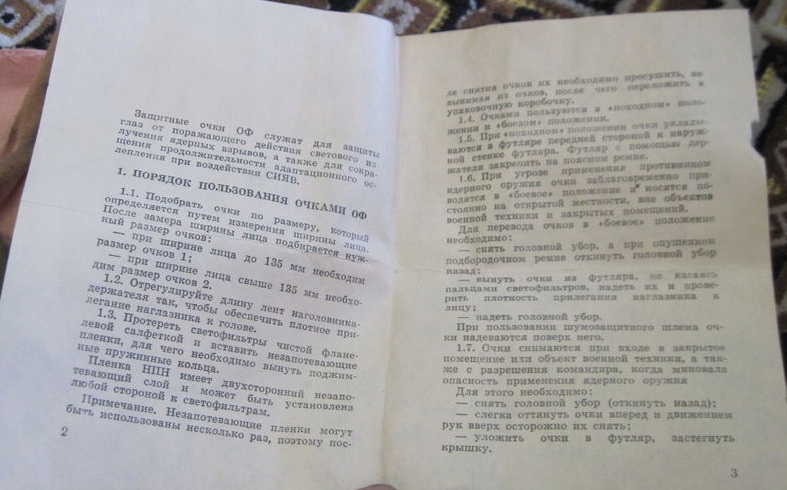 Защитные очки ОФ служат для защиты
глаз от поражающего действия светового из-
лучения ядерных взрывов, а также для сокра-
щения продолжительности адаптационного ос-
лепления при воздействии СИЯВ.
1. ПОРЯДОК ПОЛЬЗОВАНИЯ ОЧКАМИ ОФ
1.1. Подобрать очки по размеру, который
определяется путем измерения ширины лица.
После замера ширины лица подбирается нуж-
ный размер очков:
— при ширине лица до 135 мм необходим
размер очков 1;
— при ширине лица свыше 135 мм необхо-
дим размер очков 2.
1.2. Отрегулируйте длину лент наголовника-
держателя так, чтобы обеспечить плотное при-
легание наглазника к голове.
1.3. Протереть светофильтры чистой флане-
левой салфеткой и вставить незапотевающие
пленки, для чего необходимо вынуть поджим-
ные пружинные кольца.
Пленка НПН имеет двухсторонний незапо-
тевающий слой и может быть установлена
любой стороной к светофильтрам.
Примечание. Незапотевающие пленки могут
быть использованы несколько раз, поэтому пос-
2
ле снятия очков их необходимо просушить, не
вынимая из очков, после чего переложить в
упаковочную коробочку.
1.4. Очками пользуются в «походном» поло-
жении и «боевом» положении.
1.5. При «походном» положении очки уклады-
ваются в футляре передней стороной к наруж-
ной стенке футляра. Футляр с помощью дер-
жателя закрепить на поясном ремне.
1.6. При угрозе применения противником
ядерного оружия очки заблаговременно при-
водятся в «боевое» положение и носятся по-
стоянно на открытой местности, вне объектов
военной техники и закрытых помещений.
Для перевода очков в «боевое» положение
необходимо:
— снять головной убор, а при опущенном
подбородочном ремне откинуть головной убор
назад;
— вынуть очки из футляра, не касаясь
пальцами светофильтров, надеть их и прове-
рить плотность прилегания наглазника к
лицу;
— надеть головной убор.
При пользовании шумозащитного шлема оч-
ки надеваются поверх него.
1.7. Очки снимаются при входе в закрытое
помещение или объект военной техники, а так-
же с разрешения командира, когда миновала
опасность применения ядерного оружия
Для этого необходимо:
— снять головной убор (откинуть назад);
— слегка оттянуть очки вперед и движением
рук вверх осторожно их снять;
— уложить очки в футляр, застегнуть
крышку.
3